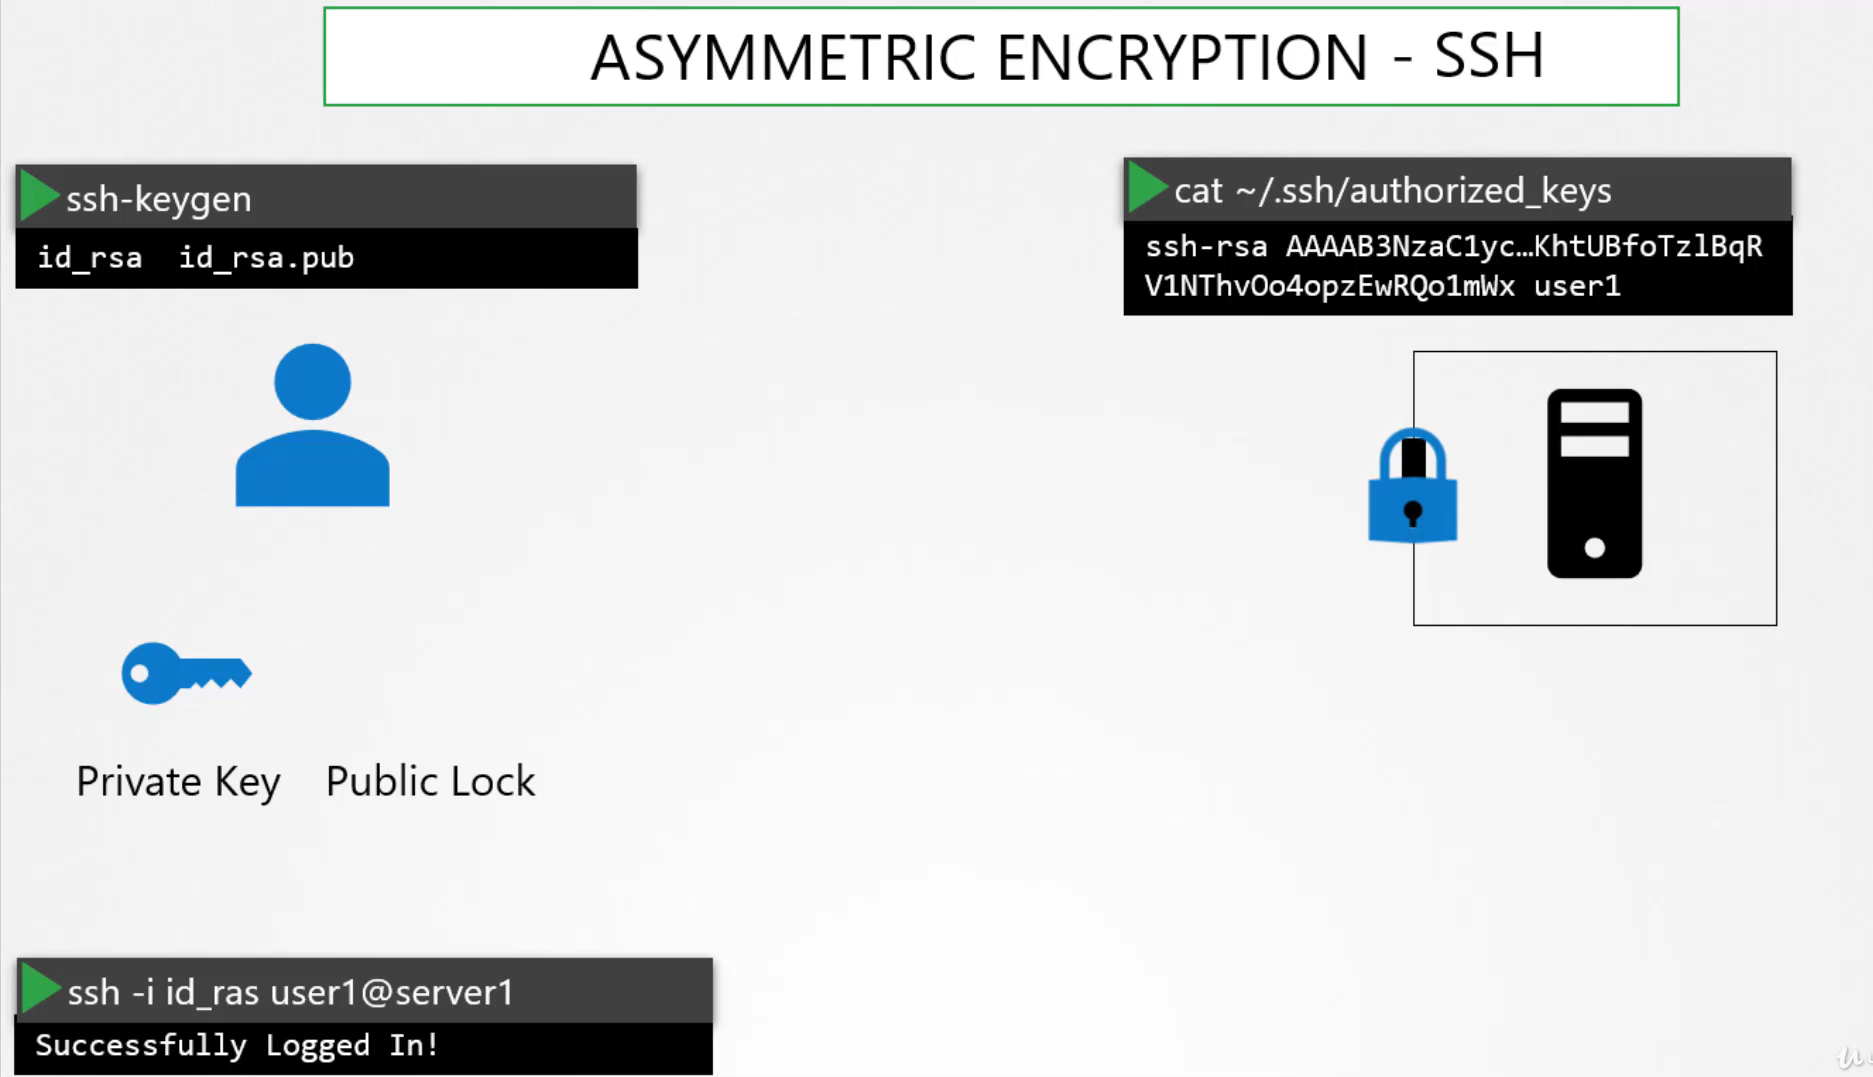 ASYMMETRIC ENCRYPTION - SSH
ssh-keygen
id_rsa id_rsa.pub
cat ~/.ssh/authorized_keys
ssh-rsa AAAAB3NzaC1yc…KhtUBfoTzlBqR
V1NThvOo4opzEwRQo1mWx user1
Private Key Public Lock
ssh -i id_ras user1@server1
Successfully Logged In!